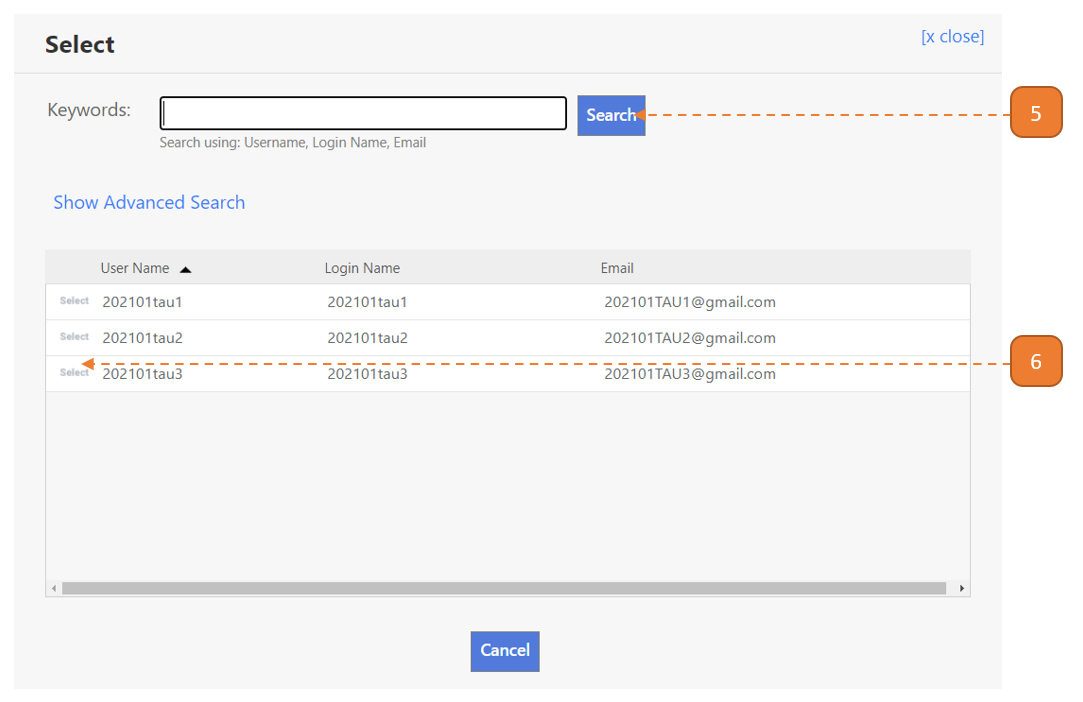 Select
[x close]
Keywords:
Search
5
Search using: Username, Login Name, Email
Show Advanced Search
User Name Login Name Email
Select 202101tau1 202101tau1 202101TAU1@gmail.com
Select 202101tau2 202101tau2 202101TAU2@gmail.com
6
Select 202101tau3 202101tau3 202101TAU3@gmail.com
Cancel